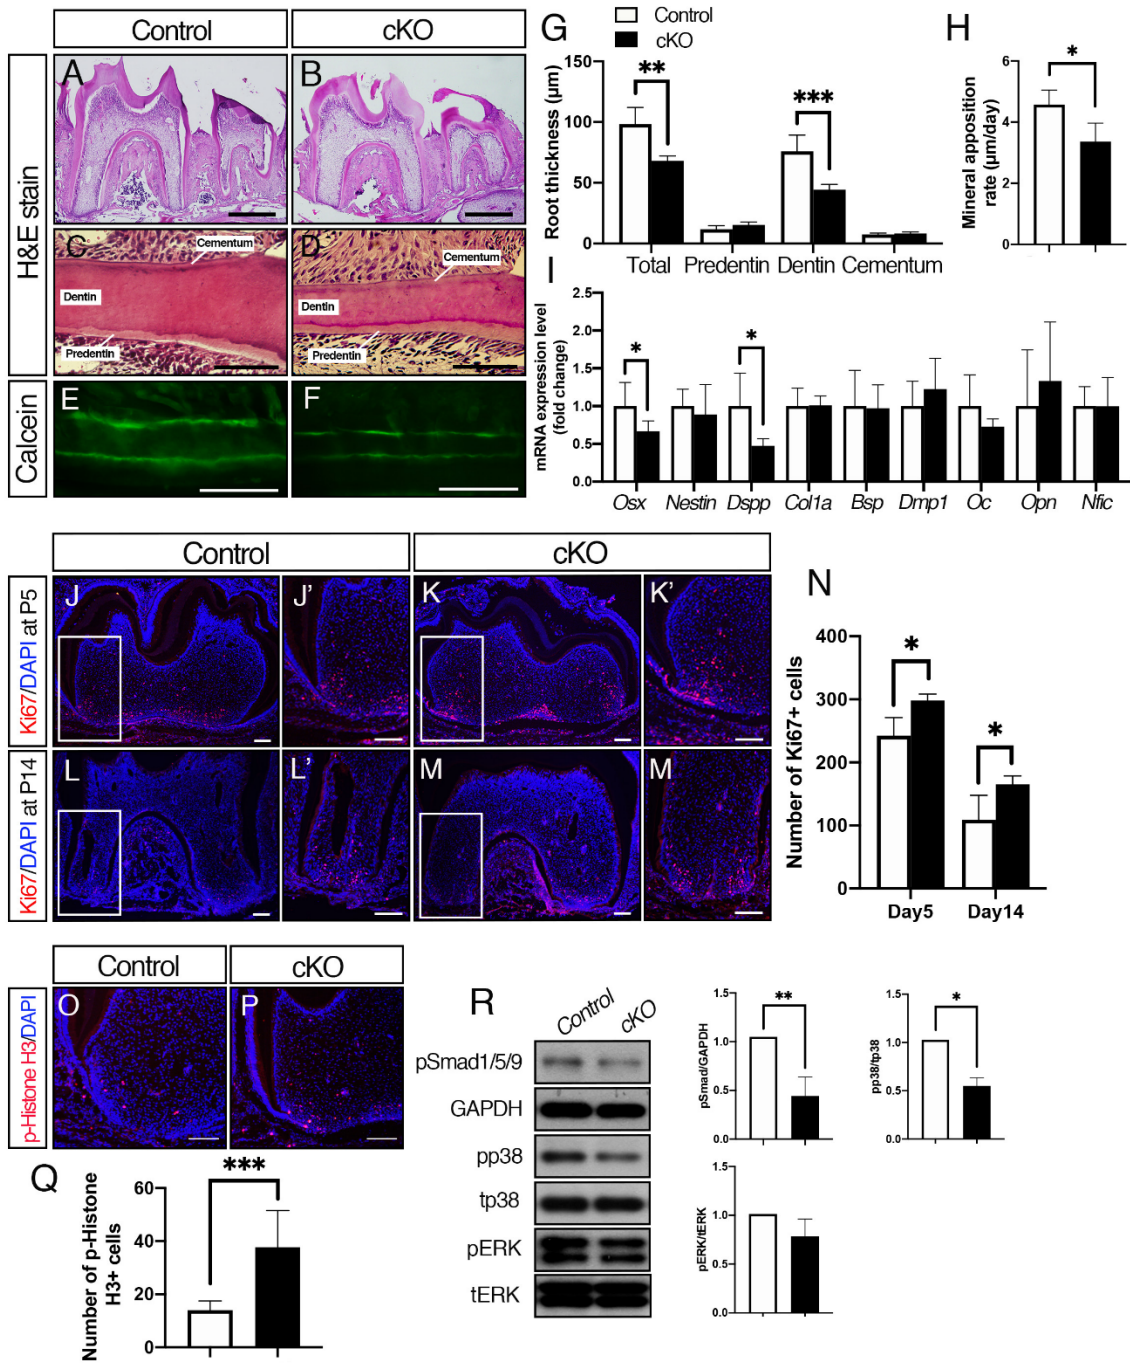 Control
cKO
H&E stain
A
B
C
Cementum
Dentin
Predentin
D
Cementum
Dentin
Predentin
Calcein
E
F
G
Control
cKO
Root thickness (µm)
150
100
50
0
**
***
Total
Predentin
Dentin
Cementum
H
Mineral apposition
rate (µm/day)
6
4
2
0
*
I
mRNA expression level
(fold change)
2.5
2.0
1.5
1.0
0.5
0.0
*
*
Osx
Nestin
Dspp
Col1a
Bsp
Dmp1
Oc
Opn
Nfic
Control
cKO
Ki67/DAPI at P5
J
J'
K
K'
Ki67/DAPI at P14
L
L'
M
M'
N
Number of Ki67+ cells
400
300
200
100
0
*
*
Day5
Day14
Control
cKO
p-Histone H3/DAPI
O
P
Q
Number of p-Histone
H3+ cells
60
40
20
0
***
R
Control
cKO
pSmad1/5/9
GAPDH
pp38
tp38
pERK
tERK
pSmad/GAPDH
1.5
1.0
0.5
0.0
**
pp38/tp38
1.5
1.0
0.5
0.0
*
pERK/tERK
1.5
1.0
0.5
0.0